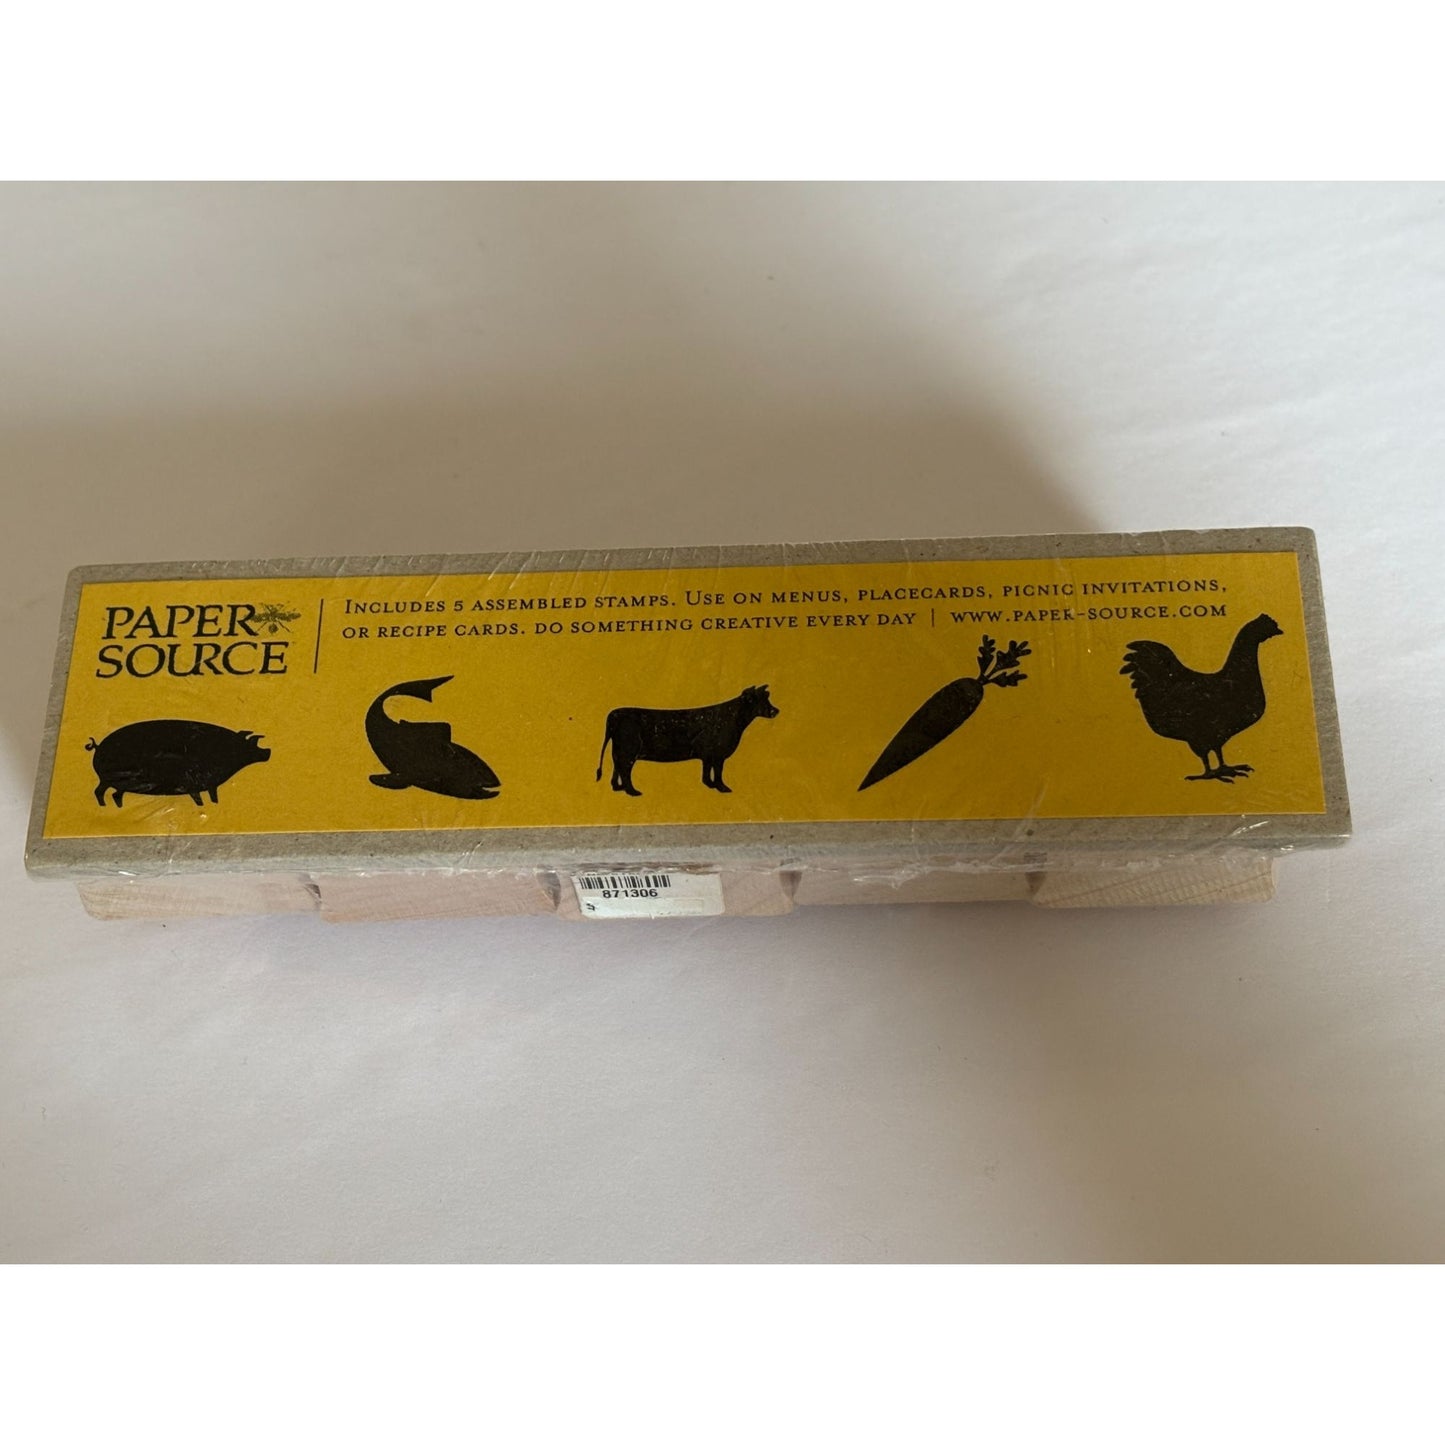 PAPER
SOURCE
INCLUDES 5 ASSEMBLED STAMPS. USE ON MENUS, PLACECARDS, PICNIC INVITATIONS,
OR RECIPE CARDS. DO SOMETHING CREATIVE EVERY DAY | WWW.PAPER-SOURCE.COM
871306